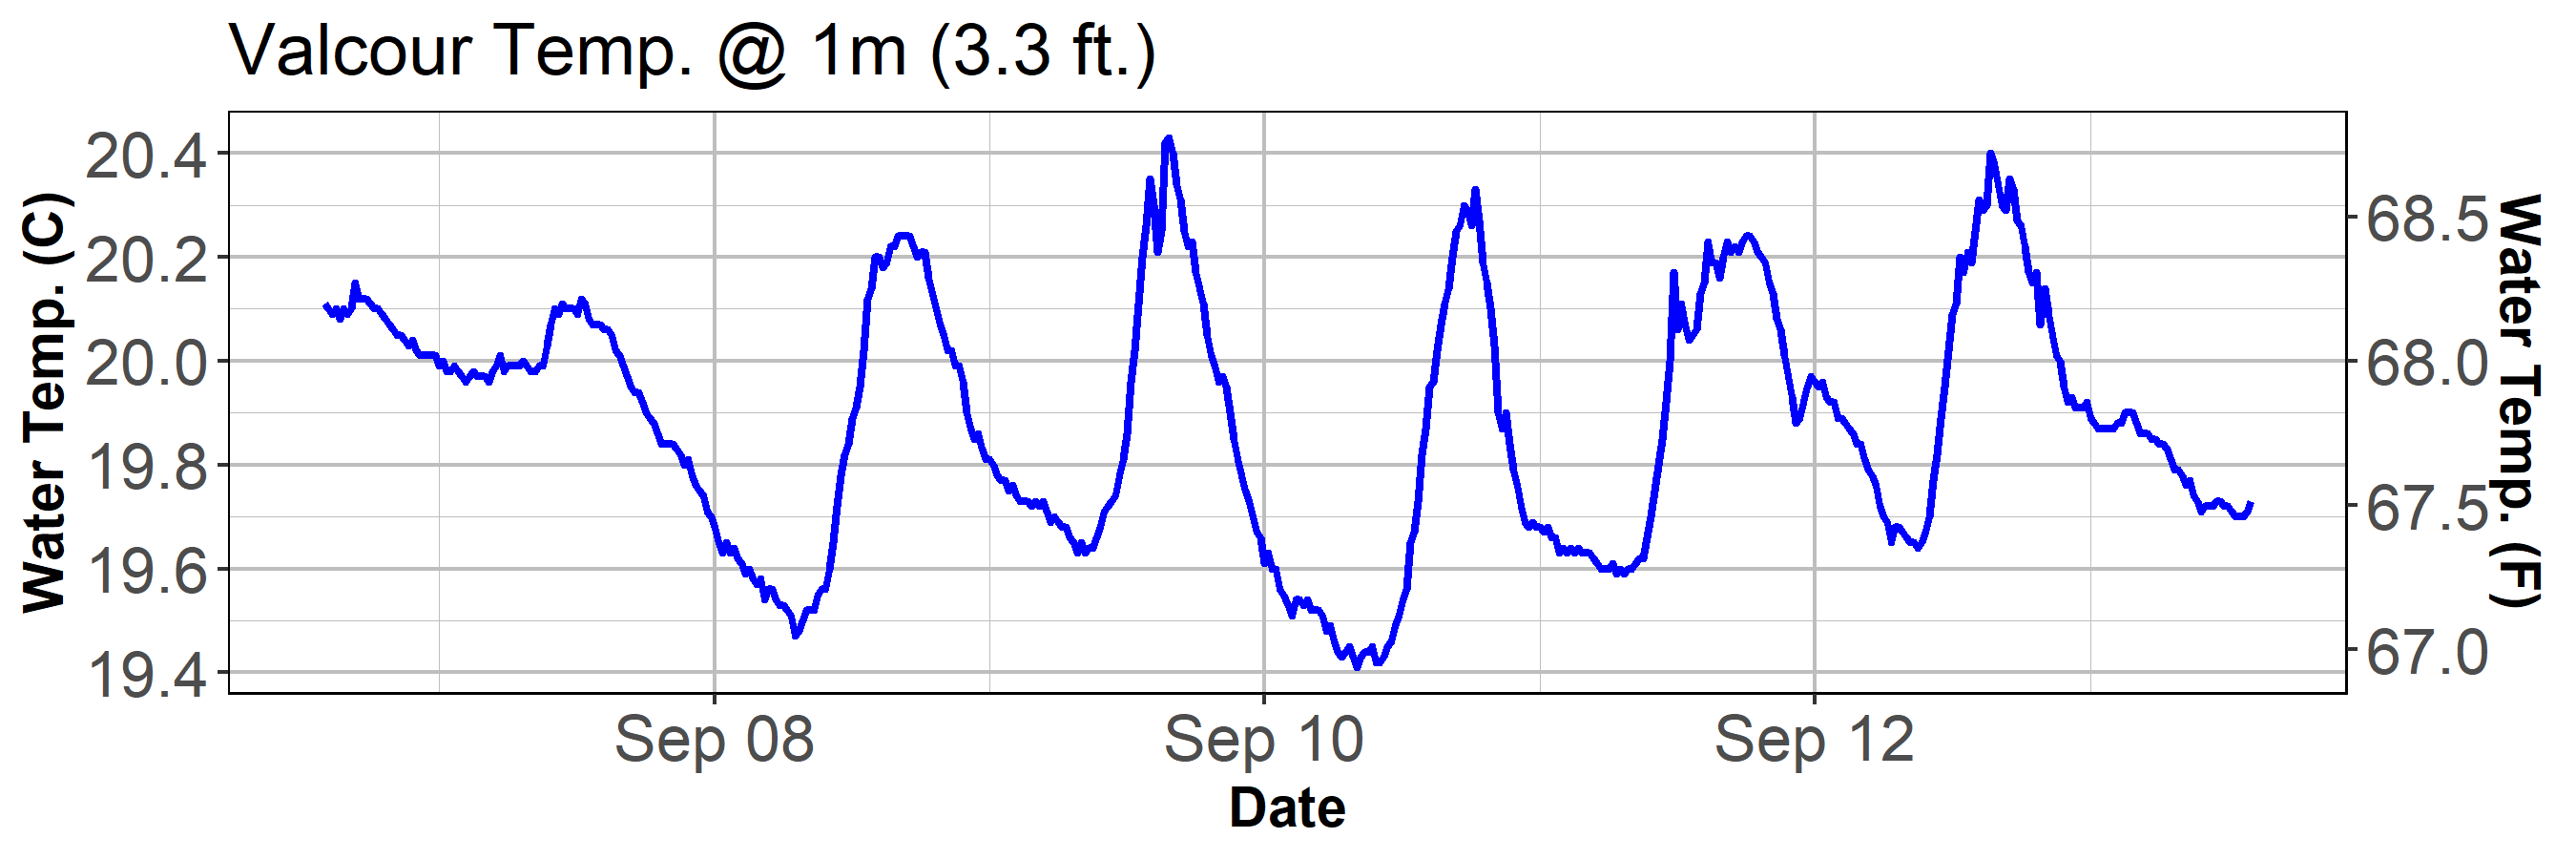 Valcour Temp. @ 1m (3.3 ft.)
Water Temp. (C)
20.4
20.2
20.0
19.8
19.6
19.4
68.5
68.0
67.5
67.0
Water Temp. (F)
Sep 08
Sep 10
Sep 12
Date